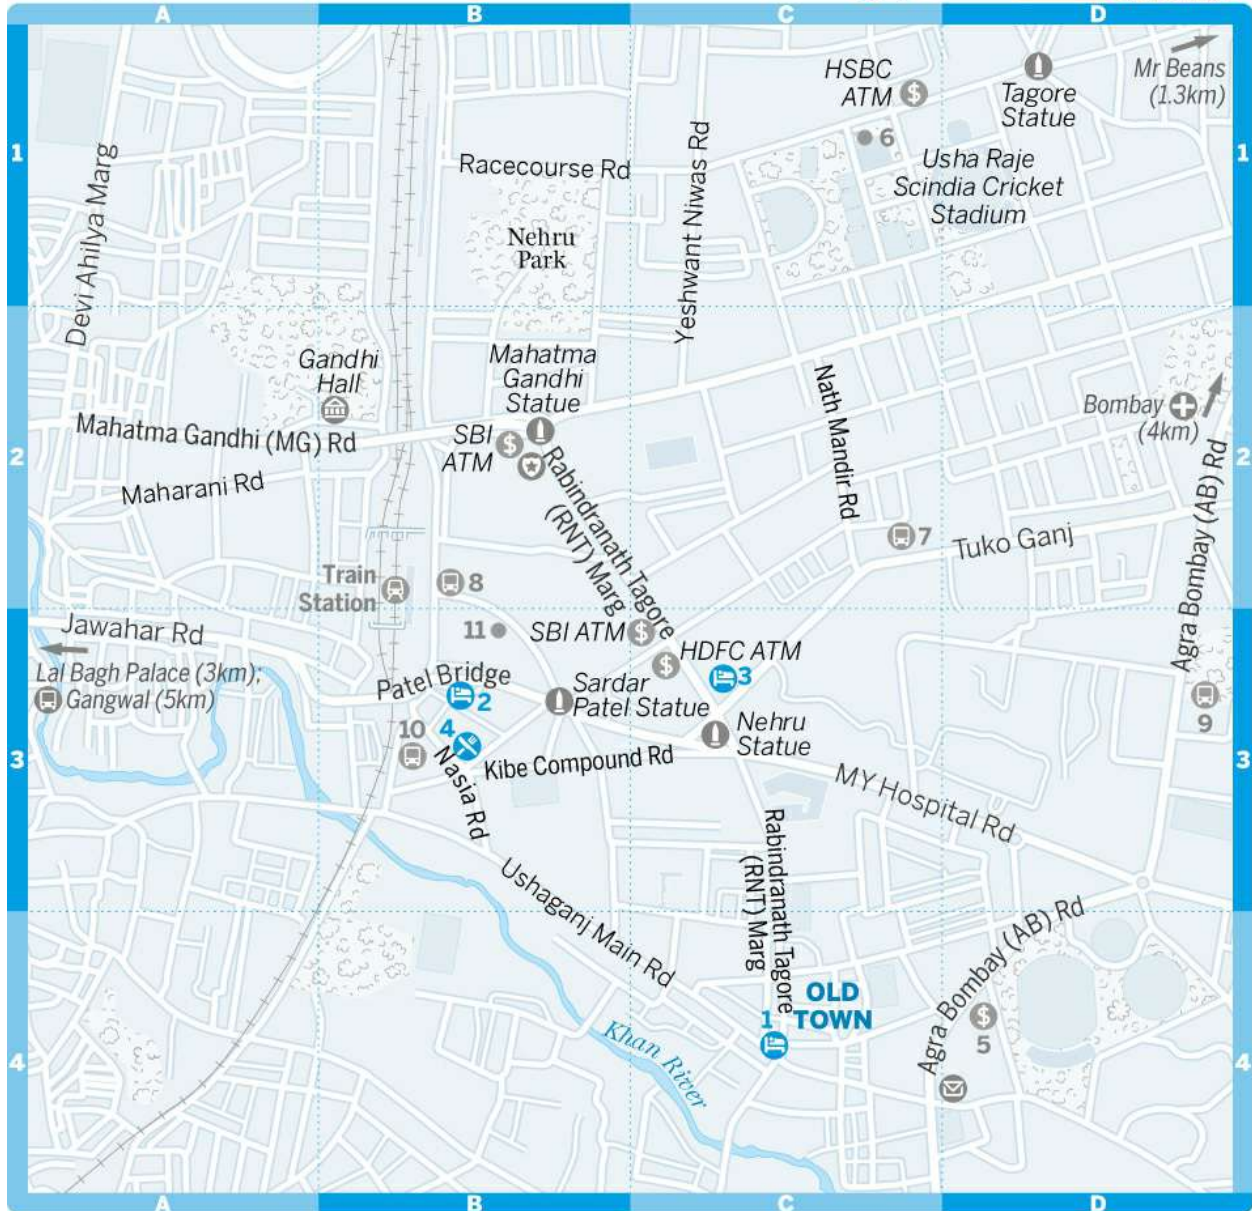 A B C D
1 1
2 2
3 3
4 4
HSBC
ATM
Tagore
Statue
Mr Beans
(1.3km)
6
Usha Raje
Scindia Cricket
Stadium
Racecourse Rd
Devi Ahilya Marg
Nehru
Park
Yeshwant Niwas Rd
Gandhi
Hall
Mahatma
Gandhi
Statue
Mahatma Gandhi (MG) Rd
SBI
ATM
Maharani Rd
Nath Mandir Rd
Bombay
(4km)
Rabindranath Tagore
(RNT) Marg
7
Tuko Ganj
Agra Bombay (AB) Rd
Train
Station
8
11
SBI ATM
HDFC ATM
3
Jawahar Rd
Lal Bagh Palace (3km);
Gangwal (5km)
Patel Bridge
2
Sardar
Patel Statue
Nehru
Statue
9
10
4
Nasia Rd
Kibe Compound Rd
MY Hospital Rd
Rabindranath Tagore
(RNT) Marg
Ushaganj Main Rd
Agra Bombay (AB) Rd
OLD
TOWN
1
5
Khan River
A B C D